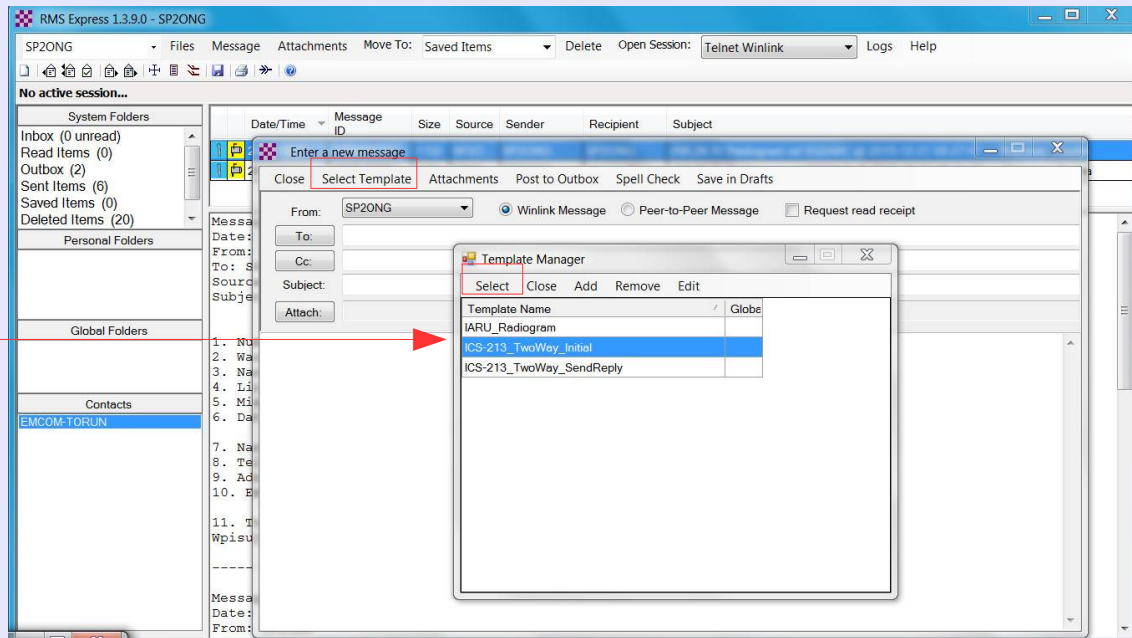 RMS Express 1.3.9.0 - SP2ONG
SP2ONG Files Message Attachments Move To: Saved Items Delete Open Session: Telnet Winlink Logs Help
No active session...
System Folders
Inbox (0 unread)
Read Items (0)
Outbox (2)
Sent Items (6)
Saved Items (0)
Deleted Items (20)
Personal Folders
Global Folders
Contacts
EMCOM-TORUN
Date/Time Message ID Size Source Sender Recipient Subject
Enter a new message
Close Select Template Attachments Post to Outbox Spell Check Save in Drafts
From: SP2ONG Winlink Message Peer-to-Peer Message Request read receipt
To:
Cc:
Subject:
Attach:
Template Manager
Select Close Add Remove Edit
Template Name Globa
IARU_Radiogram
ICS-213_TwoWay_Initial
ICS-213_TwoWay_SendReply
Messa
Date:
From:
To: S
Sourc
Subje
1. Nu
2. Wa
3. Na
4. Li
5. Mi
6. Da
7. Na
8. Te
9. Ad
10. E
11. T
Wpisu
-----
Messa
Date:
From: